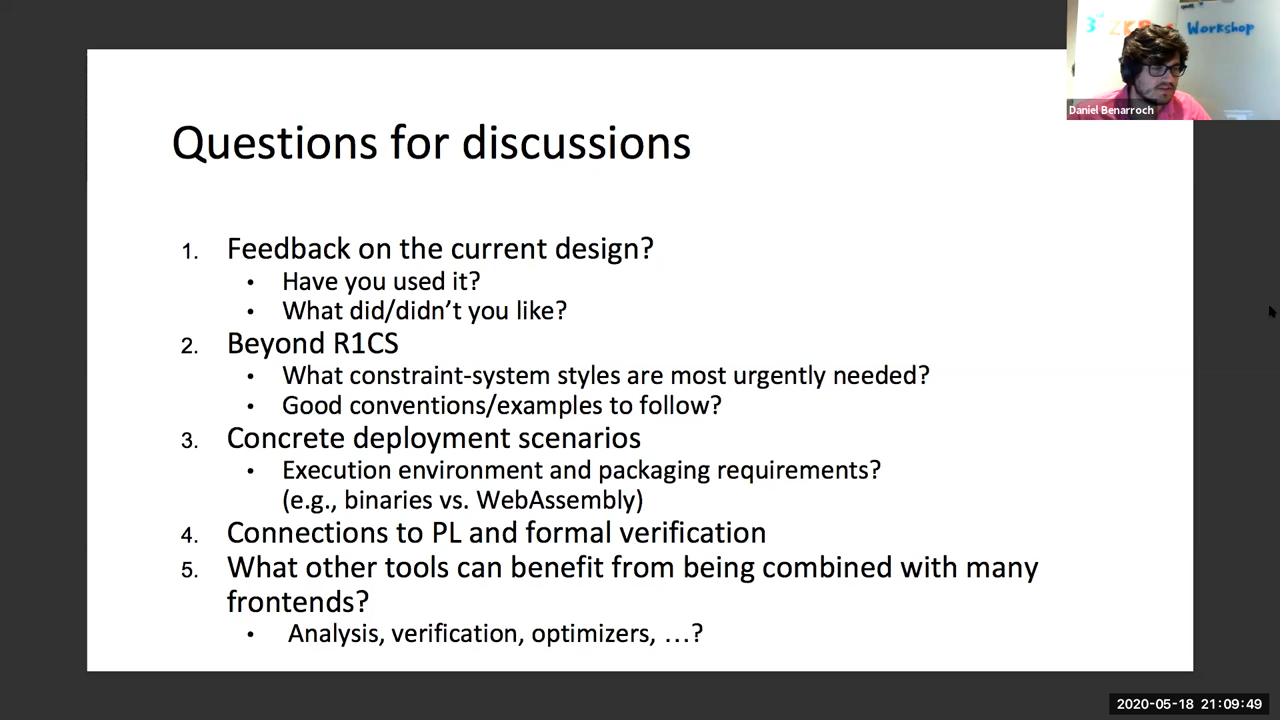 3rd ZKP Workshop
Daniel Benarroch
Questions for discussions
1. Feedback on the current design?
• Have you used it?
• What did/didn’t you like?
2. Beyond R1CS
• What constraint-system styles are most urgently needed?
• Good conventions/examples to follow?
3. Concrete deployment scenarios
• Execution environment and packaging requirements?
(e.g., binaries vs. WebAssembly)
4. Connections to PL and formal verification
5. What other tools can benefit from being combined with many
frontends?
• Analysis, verification, optimizers, …?
2020-05-18 21:09:49